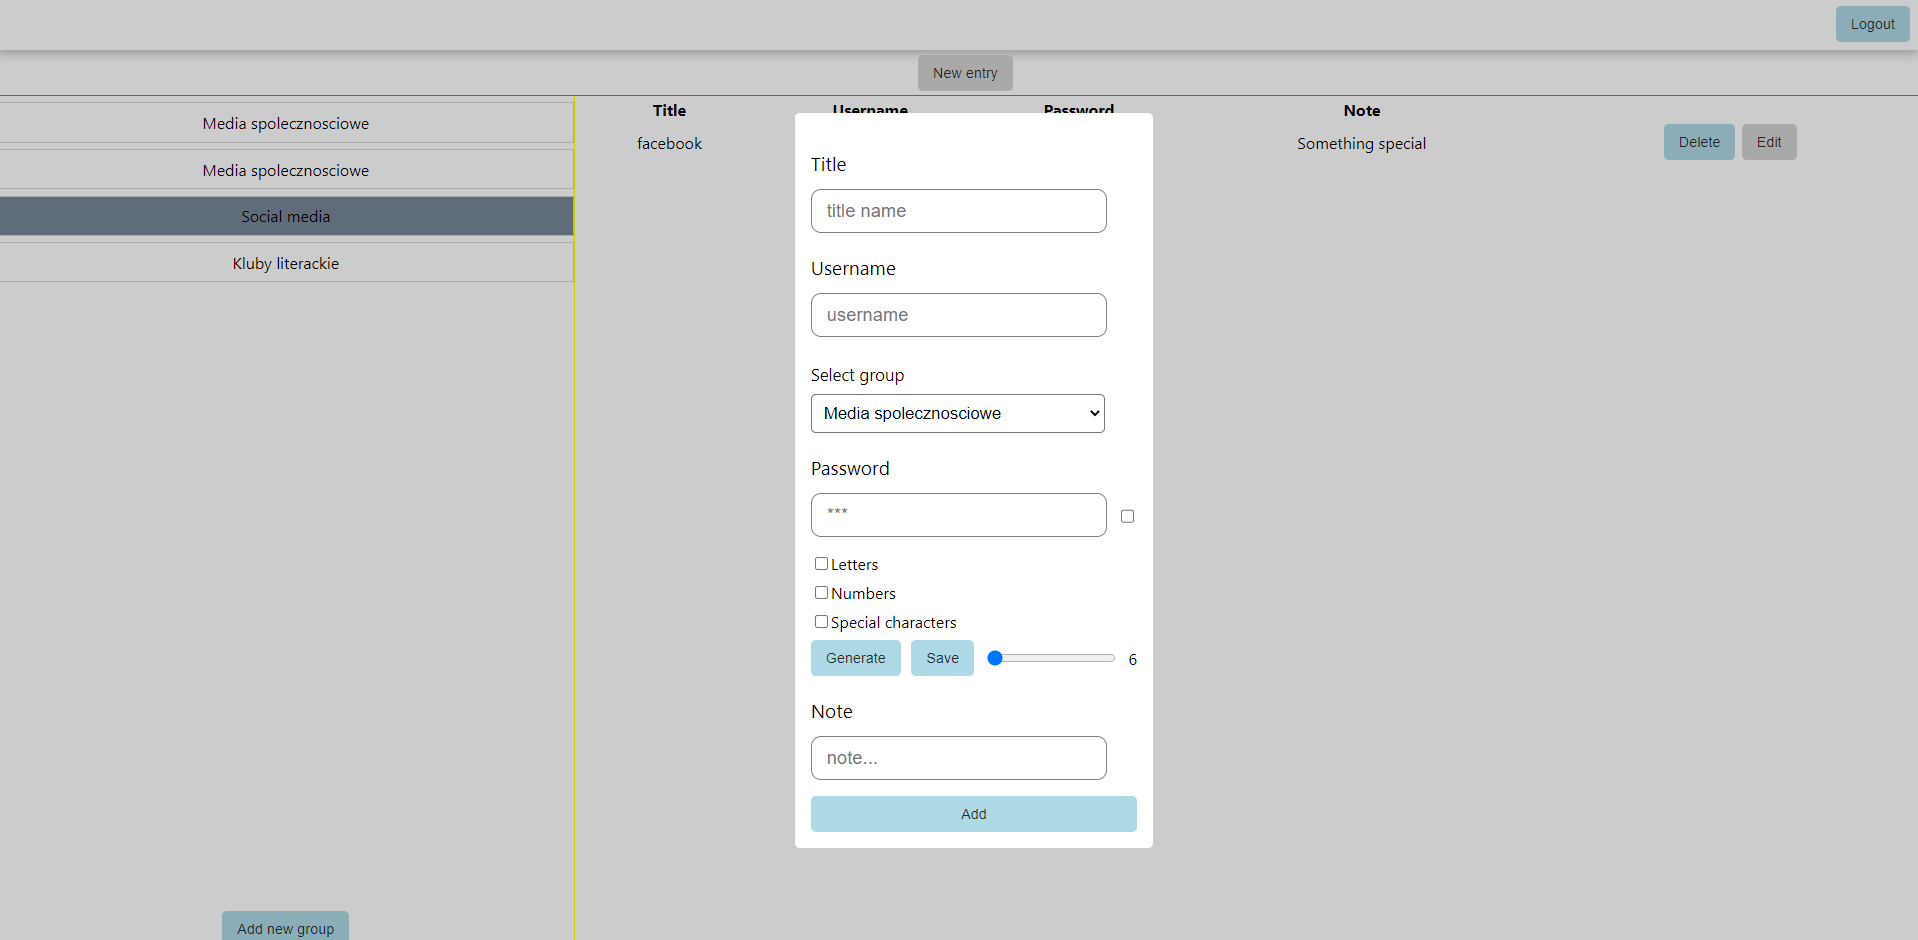 Logout
New entry
Media spolecznosciowe
Media spolecznosciowe
Social media
Kluby literackie
Add new group
Title Username Password Note
facebook Something special Delete Edit
Title
title name
Username
username
Select group
Media spolecznosciowe
Password
***
Letters
Numbers
Special characters
Generate Save 6
Note
note...
Add